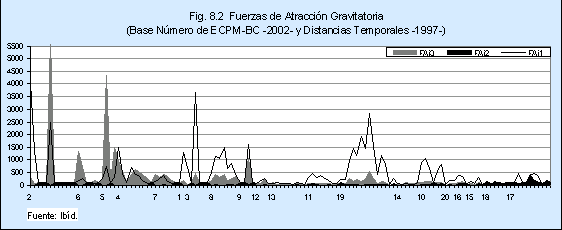 Fig. 8.2 Fuerzas de Atracción Gravitatoria
(Base Número de ECPM-BC -2002- y Distancias Temporales -1997-)
FAi0 FAi2 FAi1
5500
5000
4500
4000
3500
3000
2500
2000
1500
1000
500
0
2 3 6 5 4 7 1 3 8 9 12 13 11 19 14 10 20 16 15 18 17
Fuente: Ibíd.